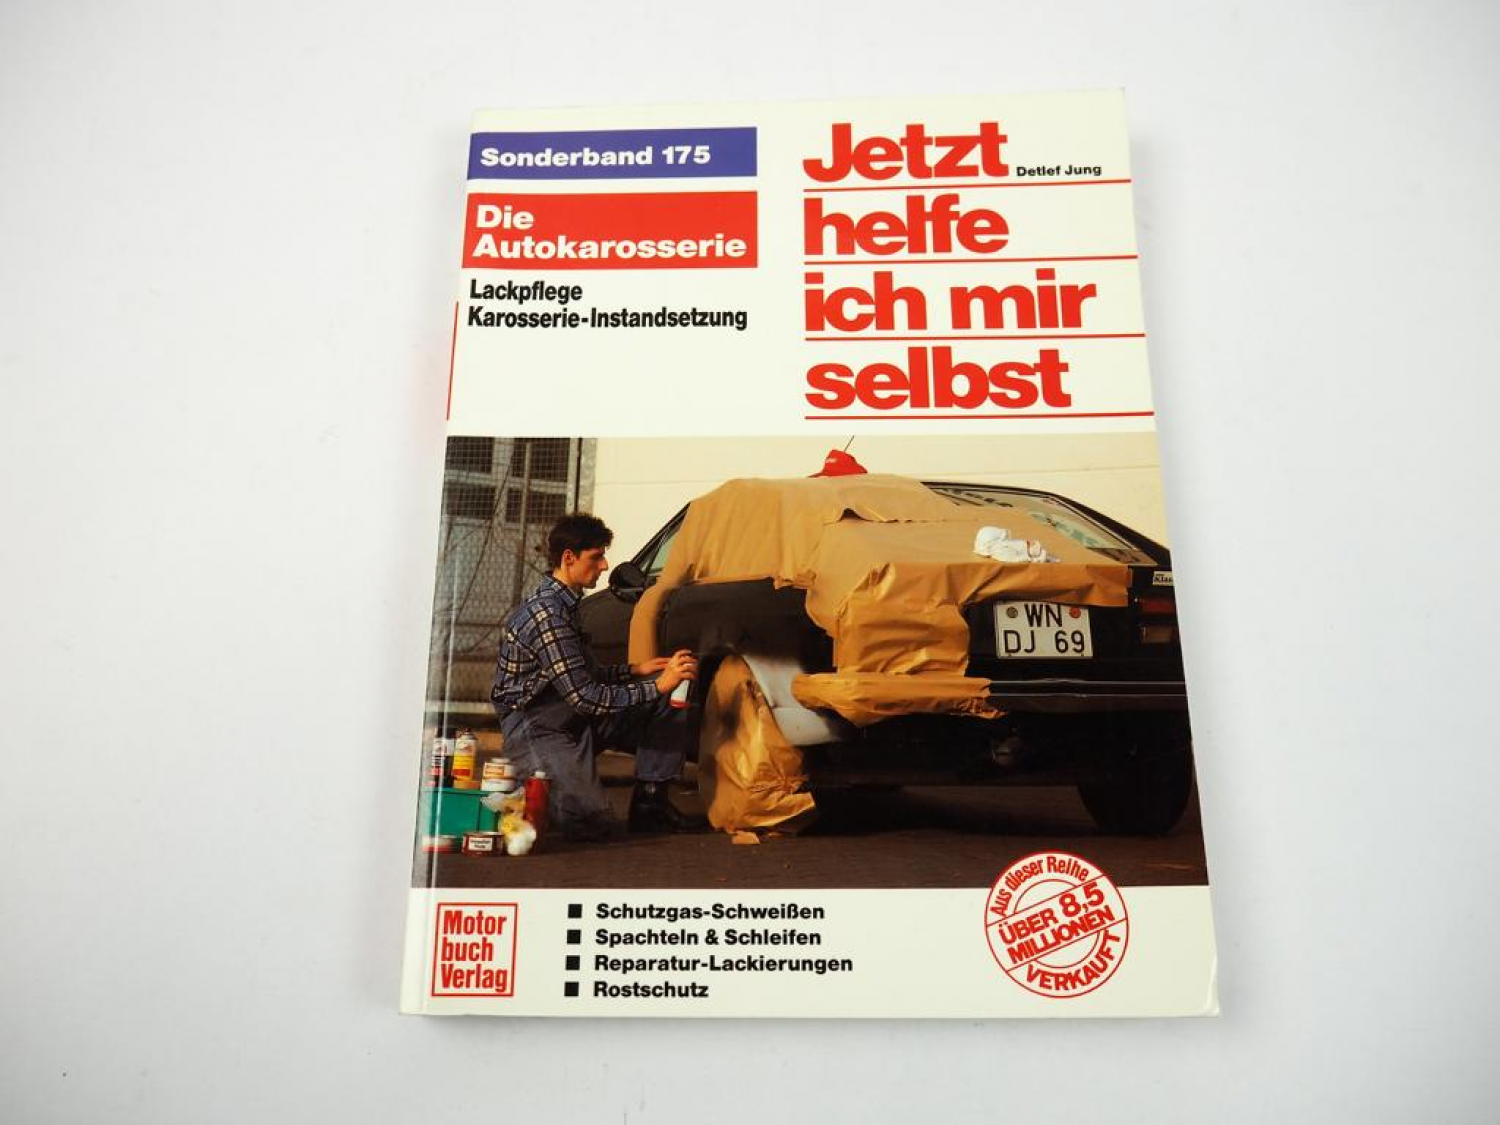 Sonderband 175
Die
Autokarosserie
Lackpflege
Karosserie-Instandsetzung
Jetzt
Detlef Jung
helfe
ich mir
selbst
WN
DJ 69
Motor
buch
Verlag
Schutzgas-Schweißen
Spachteln & Schleifen
Reparatur-Lackierungen
Rostschutz
Aus dieser Reihe
ÜBER 8,5
MILLIONEN
VERKAUFT